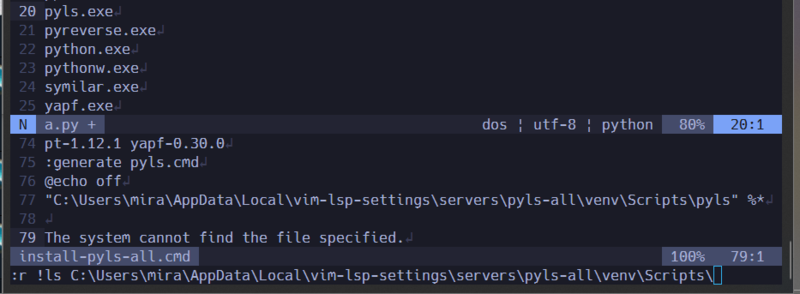 20 pyls.exe↲
21 pyreverse.exe↲
22 python.exe↲
23 pythonw.exe↲
24 symilar.exe↲
25 yapf.exe↲
N a.py + dos ¦ utf-8 ¦ python 80% 20:1
74 pt-1.12.1 yapf-0.30.0↲
75 :generate pyls.cmd↲
76 @echo off↲
77 "C:\Users\mira\AppData\Local\vim-lsp-settings\servers\pyls-all\venv\Scripts\pyls" %*↲
78 ↲
79 The system cannot find the file specified.↲
install-pyls-all.cmd 100% 79:1
:r !ls C:\Users\mira\AppData\Local\vim-lsp-settings\servers\pyls-all\venv\Scripts\